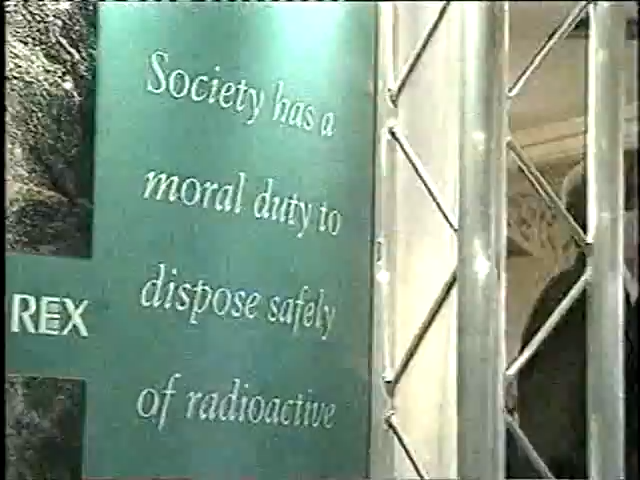 Society has a
moral duty to
dispose safely
REX
of radioactive